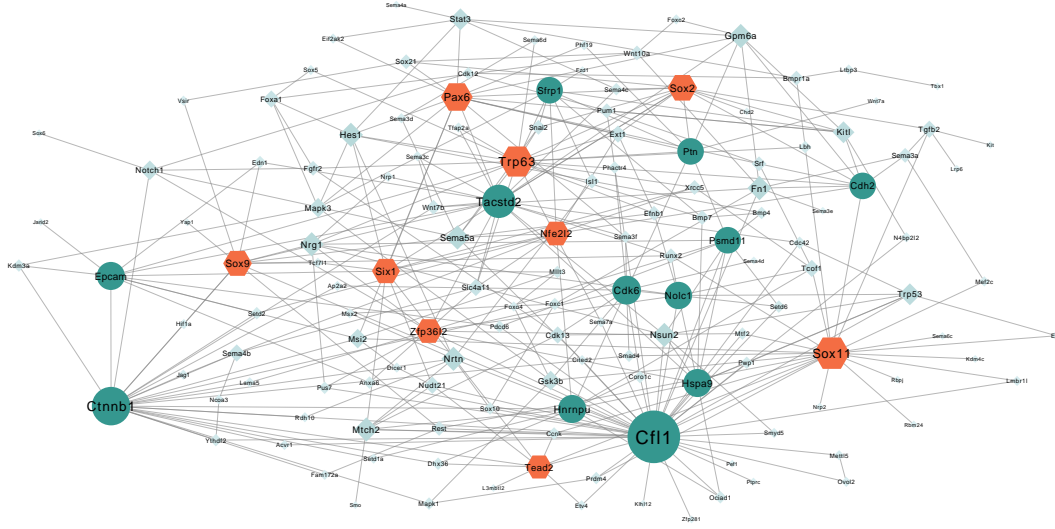 Sema4a
Stat3
Foxc2
Gpm6a
Eif2ak2
Sema6d
Phf19
Wnt10a
Sox21
Sox5
Cdk12
Fzd1
Bmpr1a
Ltbp3
Tbx1
Vasn
Foxa1
Pax6
Sfrp1
Sema4c
Sox2
Wnt7a
Pum1
Chd2
Sox6
Hes1
Sema3d
Tfap2a
Snai2
Ext1
Kitl
Tgfb2
Kit
Ptn
Lbh
Notch1
Edn1
Fgfr2
Sema3c
Nrp1
Trp63
Phactr4
Srf
Sema3a
Lrp6
Isl1
Xrcc5
Fn1
Cdh2
Mapk3
Wnt7b
Tacstd2
Efnb1
Bmp7
Bmp4
Sema3e
Jarid2
Yap1
Nrg1
Sema5a
Nfe2l2
Sema3f
Psmd11
Cdc42
N4bp2l2
Kdm3a
Epcam
Sox9
Tcf7l1
Six1
Mllt3
Runx2
Sema4d
Tcof1
Mef2c
Ap2a2
Slc4a11
Cdk6
Nolc1
Trp53
Setd2
Msx2
Foxo4
Foxc1
Setd6
Hif1a
Msi2
Zfp36l2
Pdcd6
Cdk13
Sema7a
Nsun2
Mtf2
Sox11
Sema6c
Sema4b
Nrtn
Cited2
Smad4
Pwp1
Kdm4c
Jag1
Lama5
Dicer1
Coro1c
Lmbr1l
Pus7
Anxa6
Nudt21
Gsk3b
Hspa9
Rbpj
Ncoa3
Ctnnb1
Rdh10
Sox10
Hnrnpu
Nrp2
Rbm24
Ythdf2
Acvr1
Mtch2
Rest
Ccnk
Cfl1
Smyd5
Setd1a
Dhx36
Tead2
Paf1
Mettl5
Fam172a
Prdm4
Ptprc
Ovol2
L3mbtl2
Smo
Mapk1
Etv4
Klhl12
Ociad1
Zfp281